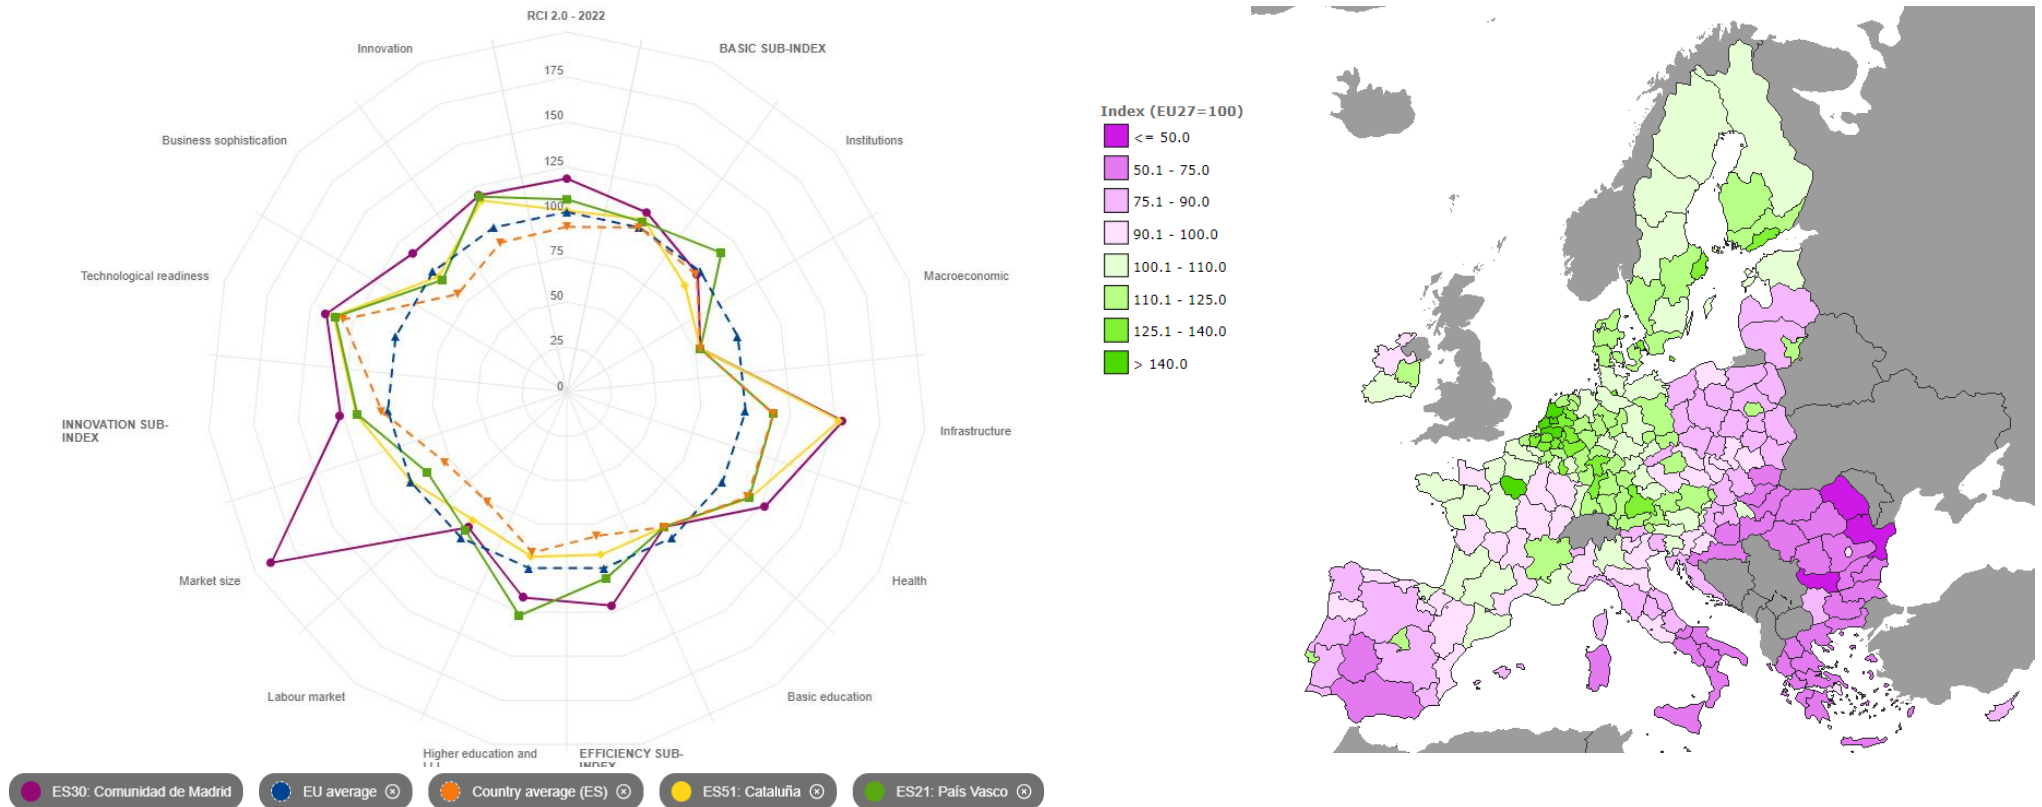 RCI 2.0 - 2022
Innovation
BASIC SUB-INDEX
175
150
Business sophistication
Institutions
125
100
Technological readiness
Macroeconomic
75
50
25
0
INNOVATION SUB-
INDEX
Infrastructure
Market size
Health
Labour market
Basic education
Higher education and
LLL
EFFICIENCY SUB-
INDEX
ES30: Comunidad de Madrid
EU average
Country average (ES)
ES51: Cataluña
ES21: País Vasco
Index (EU27=100)
<= 50.0
50.1 - 75.0
75.1 - 90.0
90.1 - 100.0
100.1 - 110.0
110.1 - 125.0
125.1 - 140.0
> 140.0